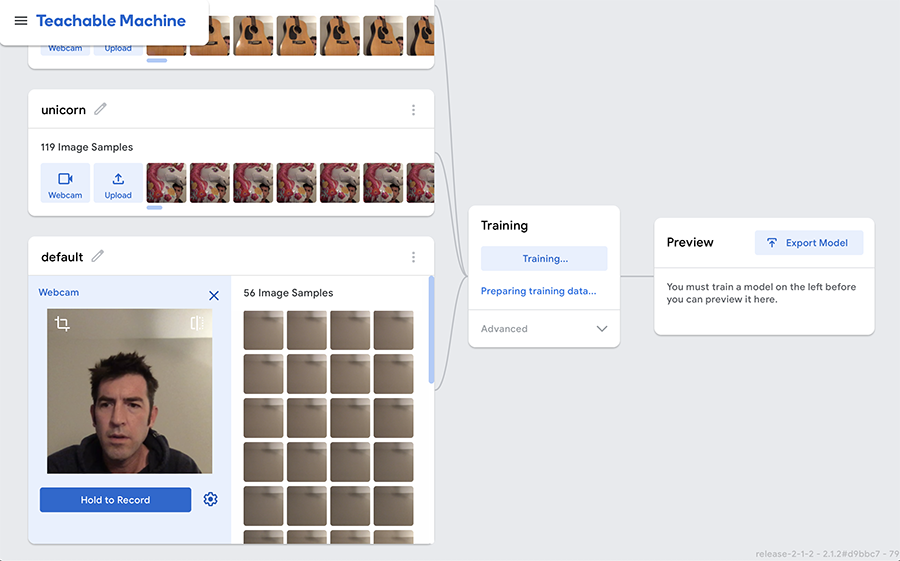 Teachable Machine
Webcam
Upload
unicorn
119 Image Samples
Webcam
Upload
default
Webcam
56 Image Samples
Hold to Record
Training
Training...
Preparing training data...
Advanced
Preview
Export Model
You must train a model on the left before
you can preview it here.
release-2-1-2 - 2.1.2#d9bbc7 - 79